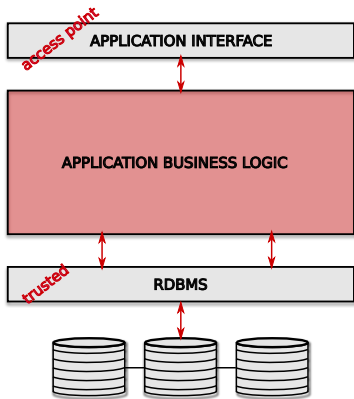 access point
APPLICATION INTERFACE
APPLICATION BUSINESS LOGIC
trusted
RDBMS